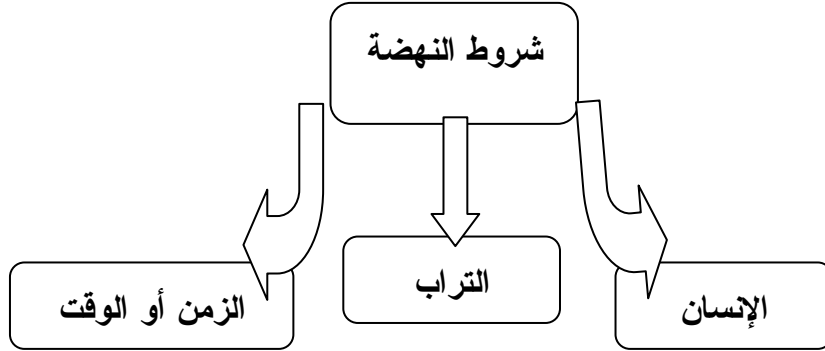 شروط النهضة
الإنسان
التراب
الزمن أو الوقت